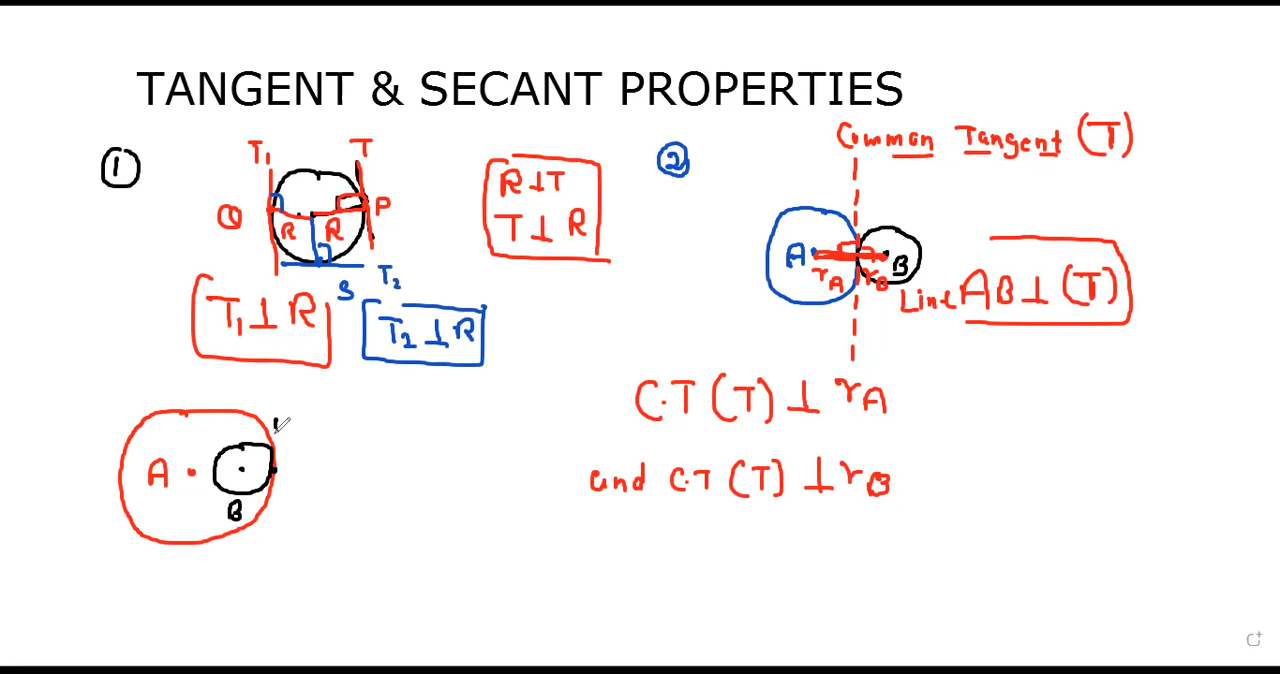 TANGENT & SECANT PROPERTIES
1
T1 T
Q R R P
S T2
T1 ⊥ R
T2 ⊥ R
R ⊥ T
T ⊥ R
2
Common Tangent (T)
A B
rA rB
Line AB ⊥ (T)
C.T (T) ⊥ rA
and C.T (T) ⊥ rB
A
B